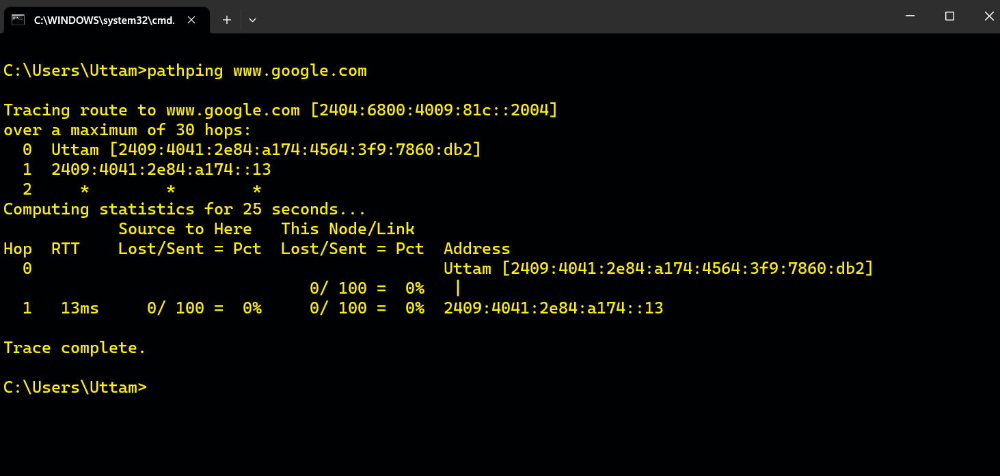 C:\WINDOWS\system32\cmd.
C:\Users\Uttam>pathping www.google.com
Tracing route to www.google.com [2404:6800:4009:81c::2004]
over a maximum of 30 hops:
  0  Uttam [2409:4041:2e84:a174:4564:3f9:7860:db2]
  1  2409:4041:2e84:a174::13
  2     *        *        *
Computing statistics for 25 seconds...
            Source to Here   This Node/Link
Hop  RTT    Lost/Sent = Pct  Lost/Sent = Pct  Address
  0                                           Uttam [2409:4041:2e84:a174:4564:3f9:7860:db2]
                                0/ 100 =  0%   |
  1   13ms     0/ 100 =  0%     0/ 100 =  0%  2409:4041:2e84:a174::13
Trace complete.
C:\Users\Uttam>